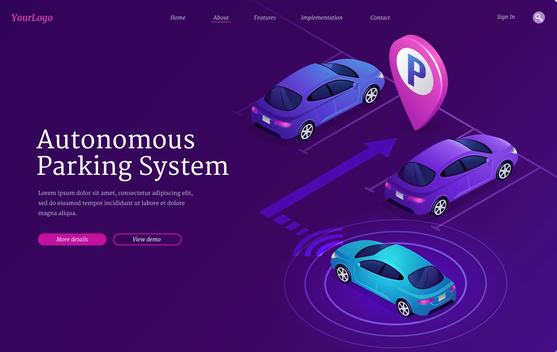 YourLogo
Home About Features Implementation Contact
Sign In
P
Autonomous
Parking System
Lorem ipsum dolor sit amet, consectetur adipiscing elit,
sed do eiusmod tempor incididunt ut labore et dolore
magna aliqua.
More details View demo